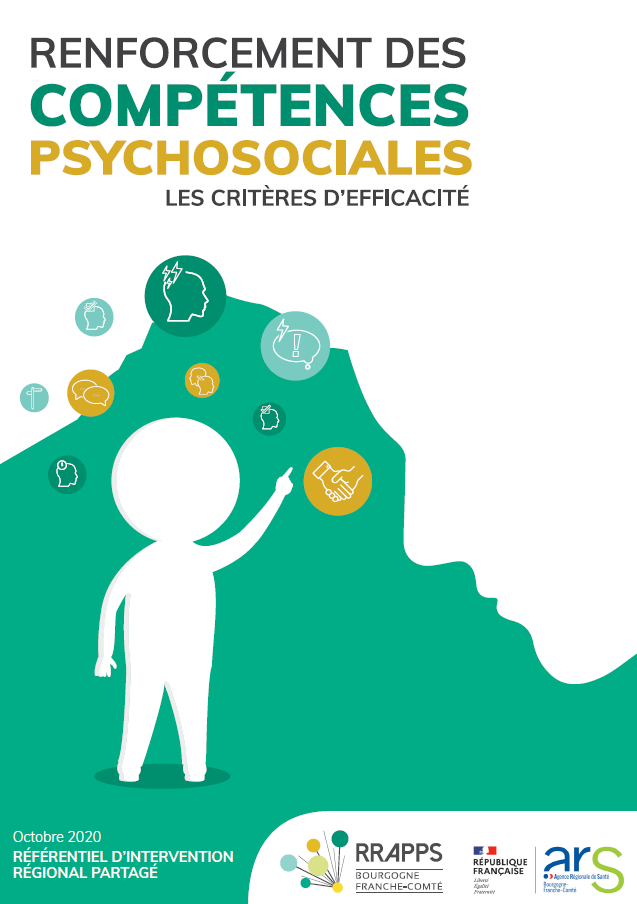 RENFORCEMENT DES
COMPÉTENCES
PSYCHOSOCIALES
LES CRITÈRES D'EFFICACITÉ
Octobre 2020
RÉFÉRENTIEL D'INTERVENTION
RÉGIONAL PARTAGÉ
RRAPPS
BOURGOGNE
FRANCHE-COMTÉ
RÉPUBLIQUE
FRANÇAISE
Liberté
Égalité
Fraternité
ars
Agence Régionale de Santé
Bourgogne-
Franche-Comté